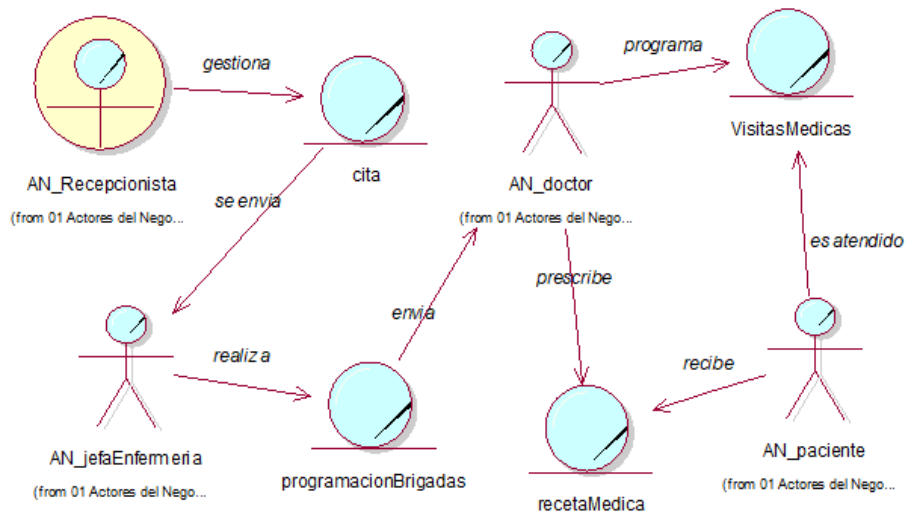 gestiona
programa
AN_Recepcionista
(from 01 Actores del Nego...
cita
AN_doctor
(from 01 Actores del Nego...
VisitasMedicas
se envia
es atendido
prescribe
envia
realiza
recibe
AN_jefaEnfermeria
(from 01 Actores del Nego...
programacionBrigadas
recetaMedica
AN_paciente
(from 01 Actores del Nego...